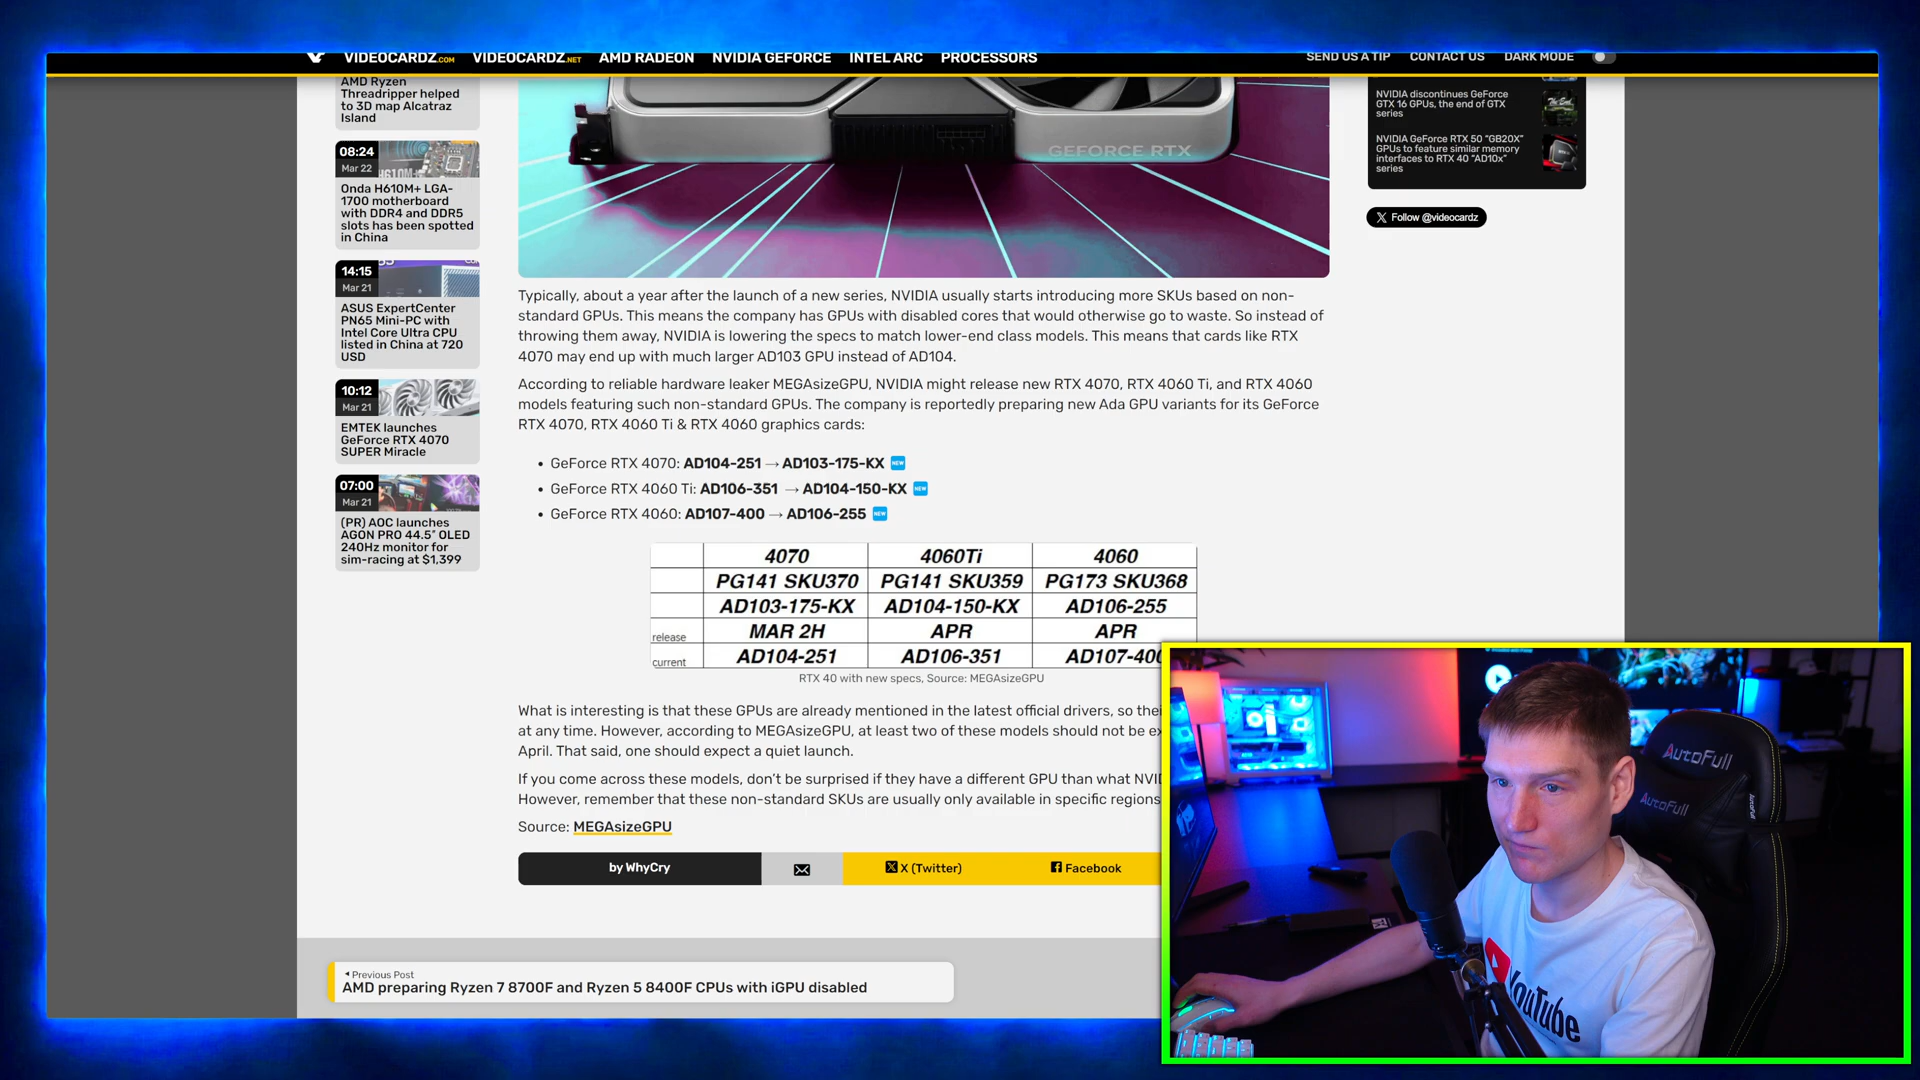 VIDEOCARDZ.COM VIDEOCARDZ.NET AMD RADEON NVIDIA GEFORCE INTEL ARC PROCESSORS SEND US A TIP CONTACT US DARK MODE
AMD Ryzen
Threadripper helped
to 3D map Alcatraz
Island
08:24
Mar 22
H610M+
Onda H610M+ LGA-
1700 motherboard
with DDR4 and DDR5
slots has been spotted
in China
14:15
Mar 21
ASUS ExpertCenter
PN65 Mini-PC with
Intel Core Ultra CPU
listed in China at 720
USD
10:12
Mar 21
EMTEK launches
GeForce RTX 4070
SUPER Miracle
07:00
Mar 21
(PR) AOC launches
AGON PRO 44.5″ OLED
240Hz monitor for
sim-racing at $1,399
GEFORCE RTX
Typically, about a year after the launch of a new series, NVIDIA usually starts introducing more SKUs based on non-
standard GPUs. This means the company has GPUs with disabled cores that would otherwise go to waste. So instead of
throwing them away, NVIDIA is lowering the specs to match lower-end class models. This means that cards like RTX
4070 may end up with much larger AD103 GPU instead of AD104.
According to reliable hardware leaker MEGAsizeGPU, NVIDIA might release new RTX 4070, RTX 4060 Ti, and RTX 4060
models featuring such non-standard GPUs. The company is reportedly preparing new Ada GPU variants for its GeForce
RTX 4070, RTX 4060 Ti & RTX 4060 graphics cards:
• GeForce RTX 4070: AD104-251 → AD103-175-KX NEW
• GeForce RTX 4060 Ti: AD106-351 → AD104-150-KX NEW
• GeForce RTX 4060: AD107-400 → AD106-255 NEW
4070 4060Ti 4060
PG141 SKU370 PG141 SKU359 PG173 SKU368
AD103-175-KX AD104-150-KX AD106-255
release MAR 2H APR APR
current AD104-251 AD106-351 AD107-400
RTX 40 with new specs, Source: MEGAsizeGPU
What is interesting is that these GPUs are already mentioned in the latest official drivers, so thei
at any time. However, according to MEGAsizeGPU, at least two of these models should not be ex
April. That said, one should expect a quiet launch.
If you come across these models, don't be surprised if they have a different GPU than what NVID
However, remember that these non-standard SKUs are usually only available in specific regions
Source: MEGAsizeGPU
by WhyCry X (Twitter) Facebook
Previous Post
AMD preparing Ryzen 7 8700F and Ryzen 5 8400F CPUs with iGPU disabled
NVIDIA discontinues GeForce
GTX 16 GPUs, the end of GTX
series
The End
NVIDIA GeForce RTX 50 "GB20X"
GPUs to feature similar memory
interfaces to RTX 40 "AD10x"
series
X Follow @videocardz
AutoFull
AutoFull
YouTube